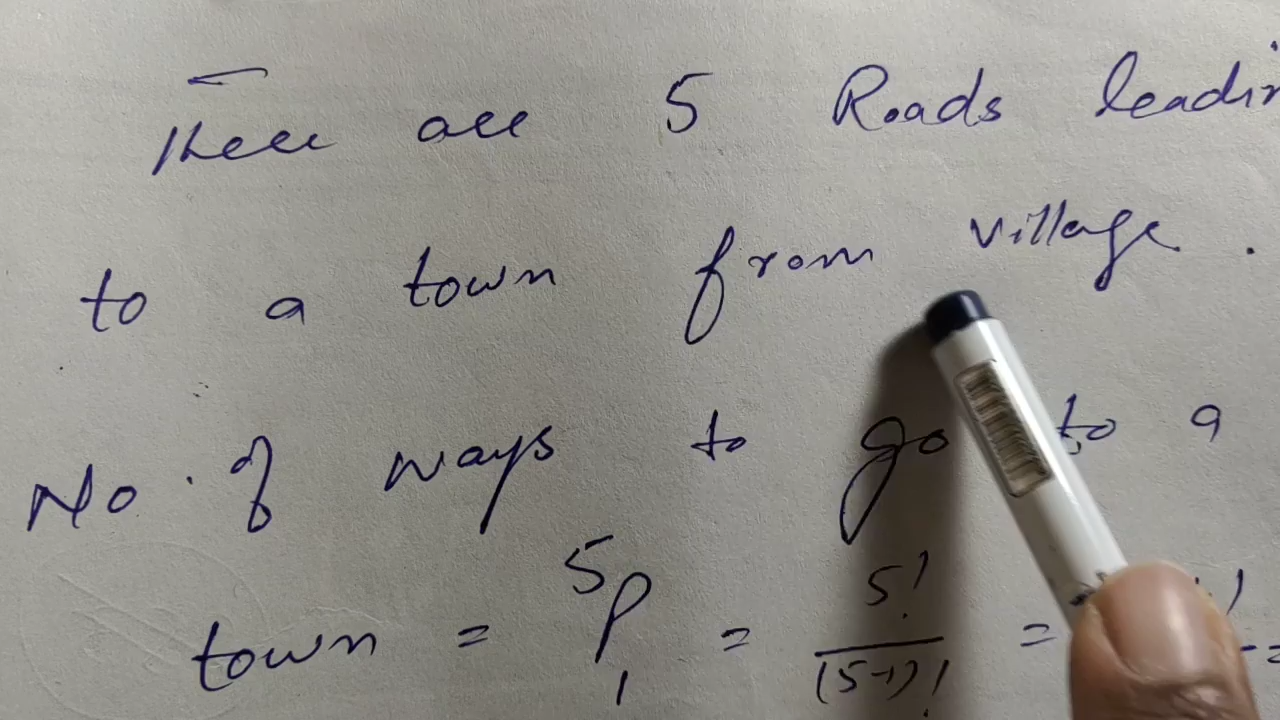 There are 5 Roads leadin
to a town from village.
No. of ways to go to a
town = 5P1 = 5!/(5-1)! = ! =